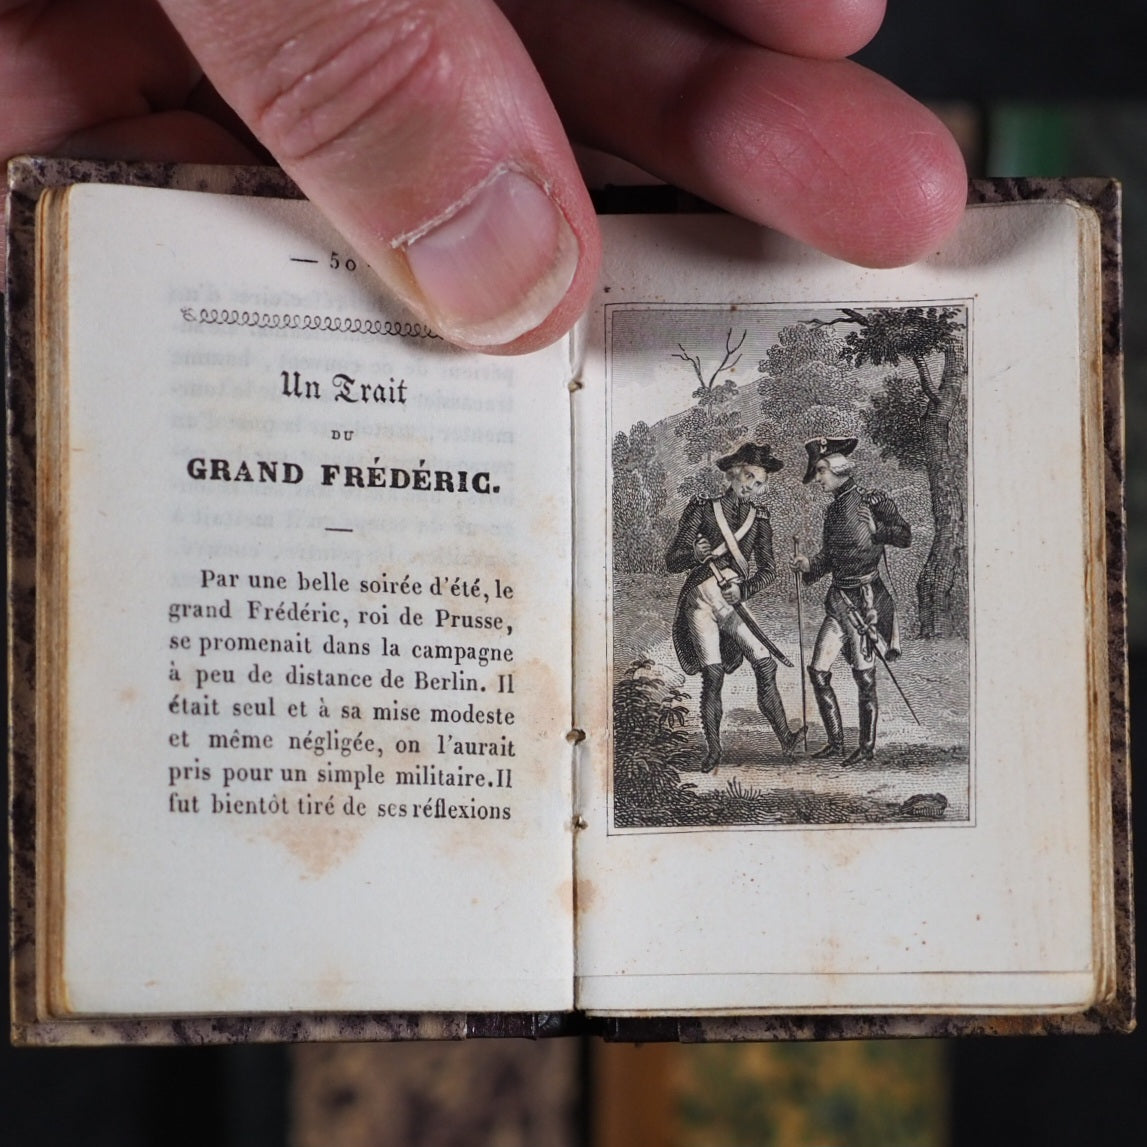 — 50
Un Trait
DU
GRAND FRÉDÉRIC.
Par une belle soirée d'été, le
grand Frédéric, roi de Prusse,
se promenait dans la campagne
à peu de distance de Berlin. Il
était seul et à sa mise modeste
et même négligée, on l'aurait
pris pour un simple militaire. Il
fut bientôt tiré de ses réflexions